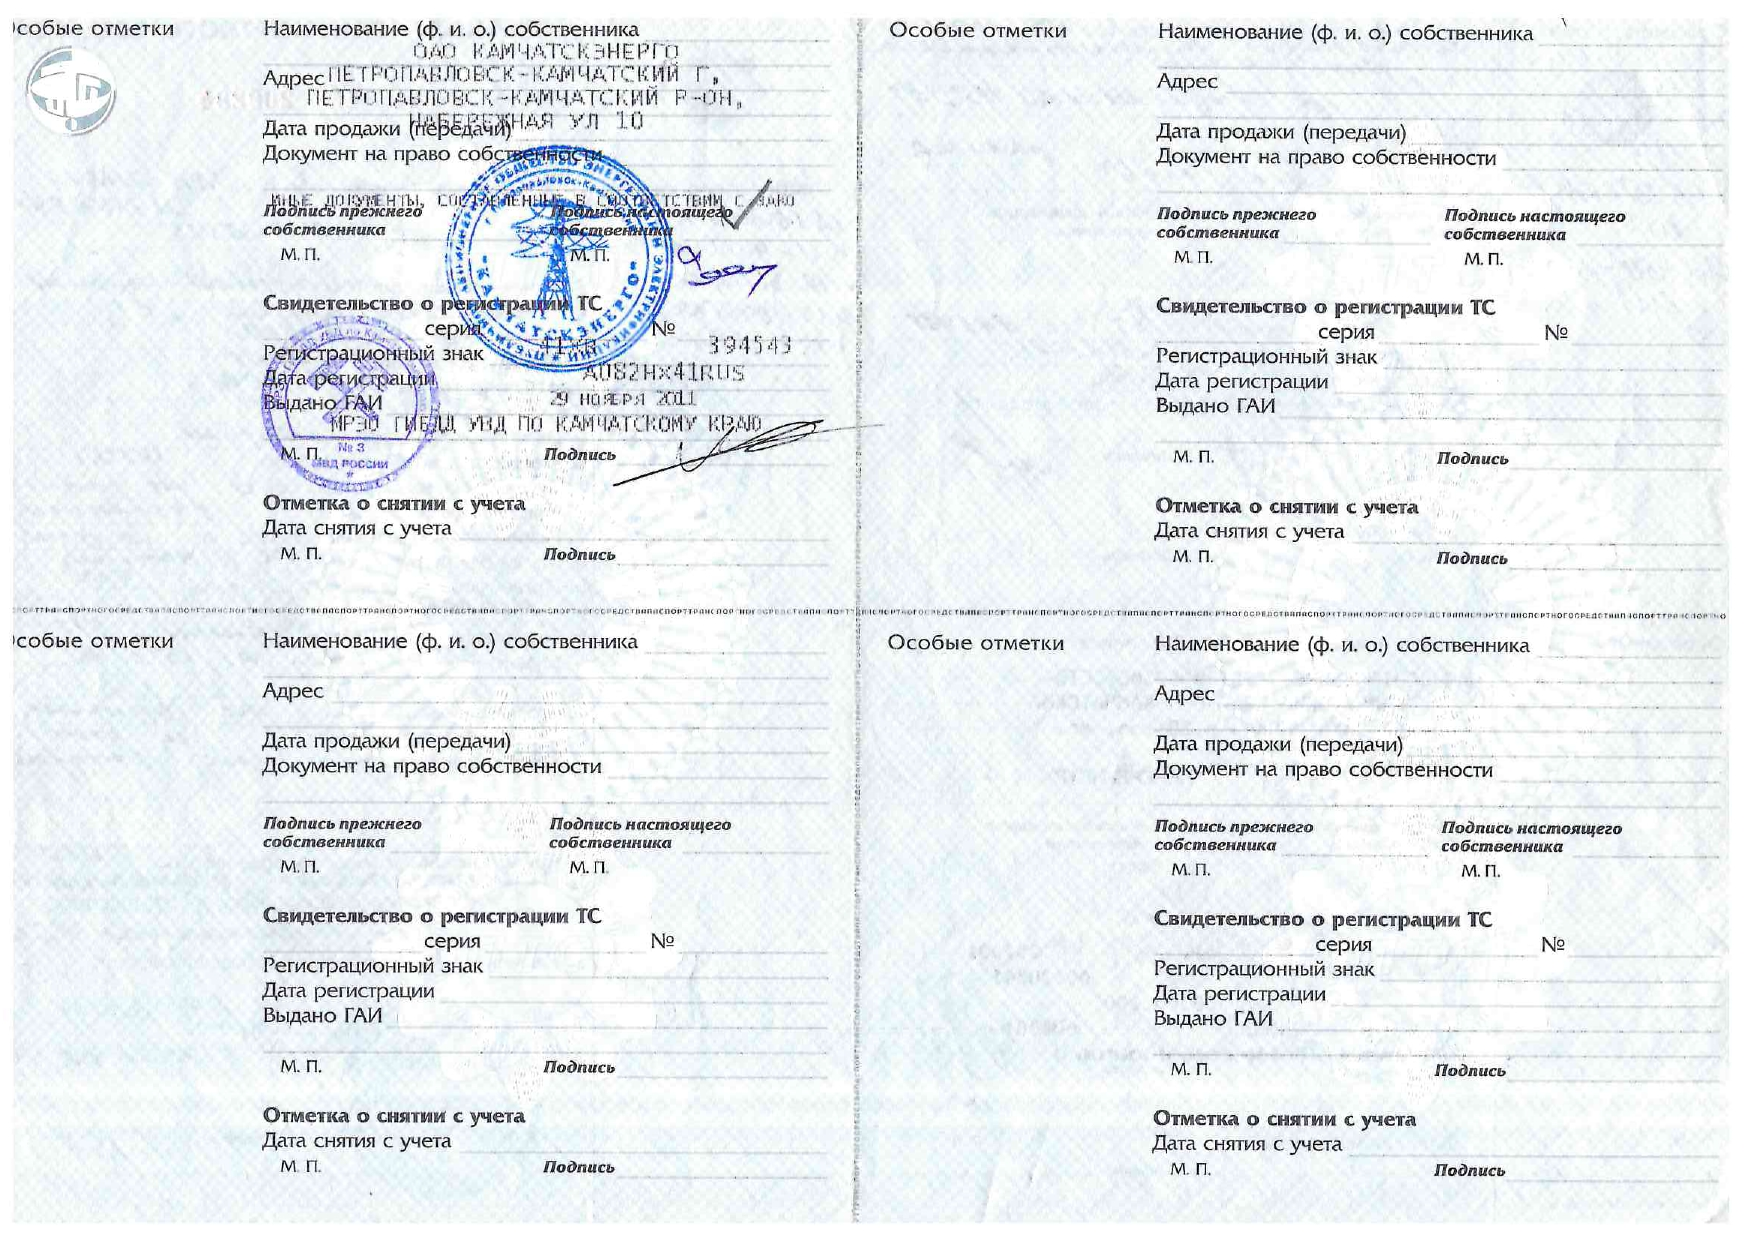 Особые отметки
Наименование (ф. и. о.) собственника
ОАО КАМЧАТСКЭНЕРГО
Адрес ПЕТРОПАВЛОВСК-КАМЧАТСКИЙ Г,
ПЕТРОПАВЛОВСК-КАМЧАТСКИЙ Р-ОН,
НАБЕРЕЖНАЯ УЛ 10
Дата продажи (передачи)
Документ на право собственности
ИНЫЕ ДОКУМЕНТЫ, СОСТАВЛЕННЫЕ В СООТВЕТСТВИИ С ЗАКО
Подпись прежнего Подпись настоящего
собственника собственника
М. П. М. П.
КАМЧАТСКЭНЕРГО
Свидетельство о регистрации ТС
серия №
41 394543
Регистрационный знак
А082НХ41RUS
Дата регистрации
29 НОЯБРЯ 2011
Выдано ГАИ
МРЭО ГИБДД УВД ПО КАМЧАТСКОМУ КРАЮ
№ 3
МВД РОССИИ
М. П. Подпись
Отметка о снятии с учета
Дата снятия с учета
М. П. Подпись
Особые отметки
Наименование (ф. и. о.) собственника
Адрес
Дата продажи (передачи)
Документ на право собственности
Подпись прежнего Подпись настоящего
собственника собственника
М. П. М. П.
Свидетельство о регистрации ТС
серия №
Регистрационный знак
Дата регистрации
Выдано ГАИ
М. П. Подпись
Отметка о снятии с учета
Дата снятия с учета
М. П. Подпись
Особые отметки
Наименование (ф. и. о.) собственника
Адрес
Дата продажи (передачи)
Документ на право собственности
Подпись прежнего Подпись настоящего
собственника собственника
М. П. М. П.
Свидетельство о регистрации ТС
серия №
Регистрационный знак
Дата регистрации
Выдано ГАИ
М. П. Подпись
Отметка о снятии с учета
Дата снятия с учета
М. П. Подпись
Особые отметки
Наименование (ф. и. о.) собственника
Адрес
Дата продажи (передачи)
Документ на право собственности
Подпись прежнего Подпись настоящего
собственника собственника
М. П. М. П.
Свидетельство о регистрации ТС
серия №
Регистрационный знак
Дата регистрации
Выдано ГАИ
М. П. Подпись
Отметка о снятии с учета
Дата снятия с учета
М. П. Подпись